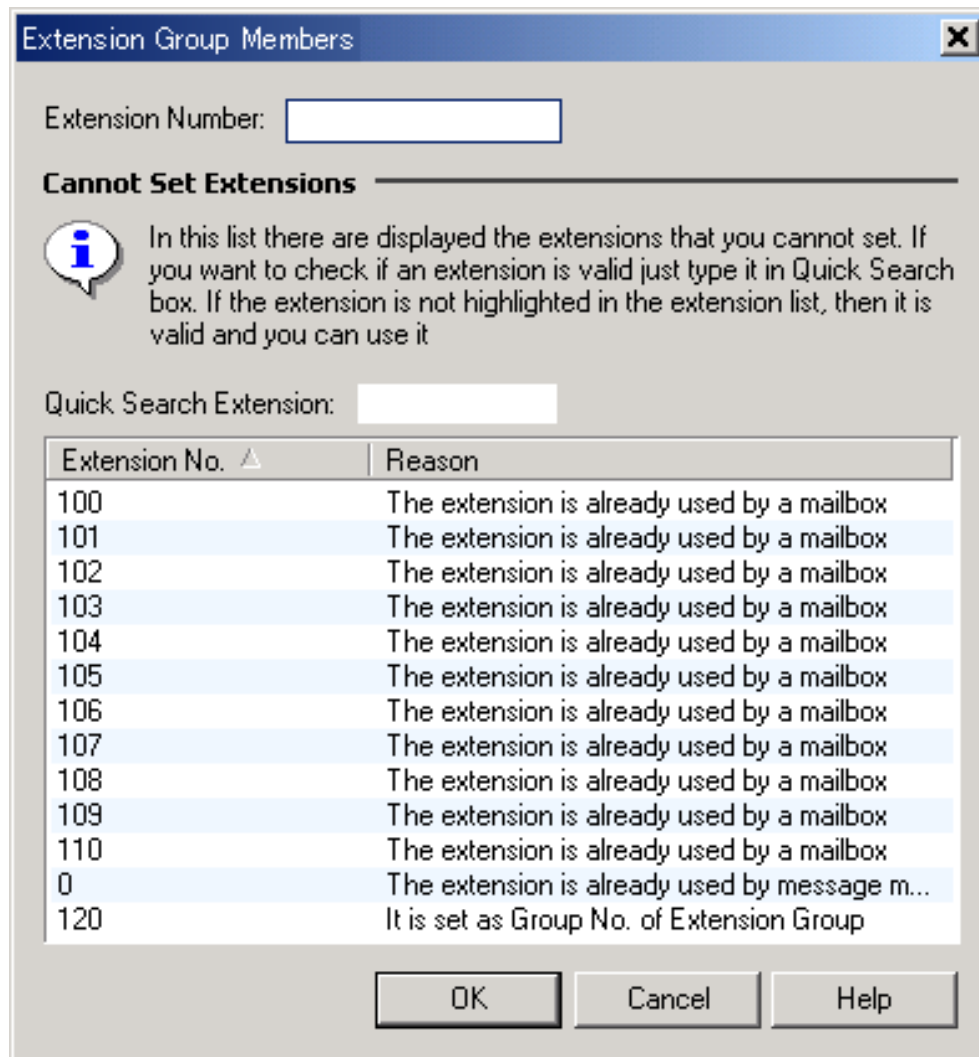 Extension Group Members
Extension Number:
Cannot Set Extensions
In this list there are displayed the extensions that you cannot set. If
you want to check if an extension is valid just type it in Quick Search
box. If the extension is not highlighted in the extension list, then it is
valid and you can use it
Quick Search Extension:
Extension No. Reason
100 The extension is already used by a mailbox
101 The extension is already used by a mailbox
102 The extension is already used by a mailbox
103 The extension is already used by a mailbox
104 The extension is already used by a mailbox
105 The extension is already used by a mailbox
106 The extension is already used by a mailbox
107 The extension is already used by a mailbox
108 The extension is already used by a mailbox
109 The extension is already used by a mailbox
110 The extension is already used by a mailbox
0 The extension is already used by message m...
120 It is set as Group No. of Extension Group
OK Cancel Help